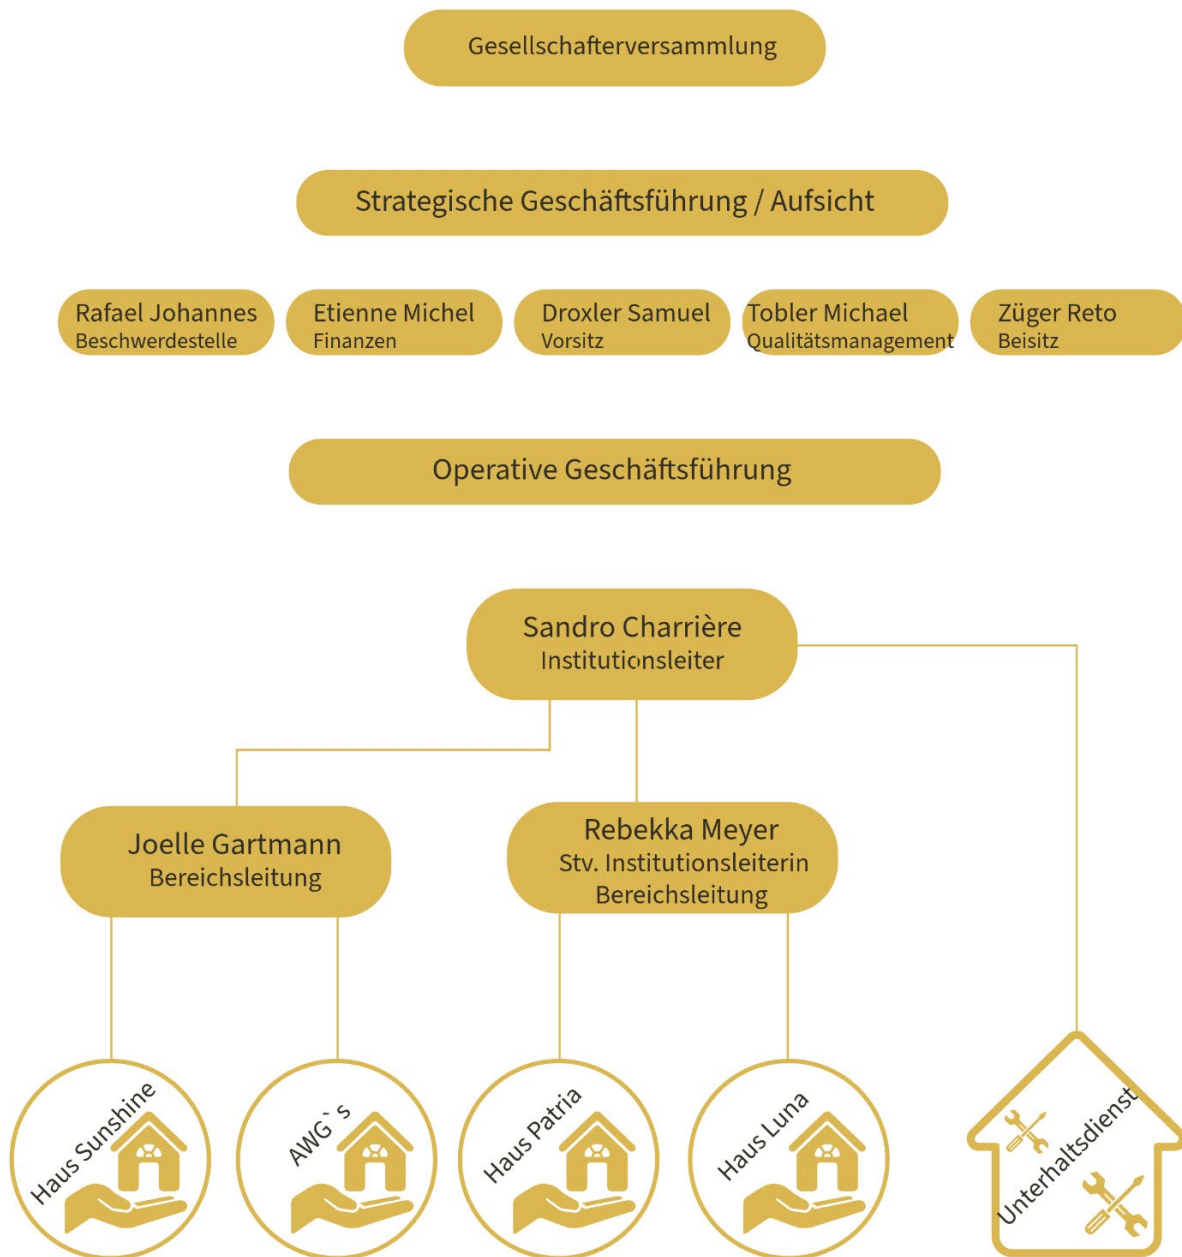 Gesellschafterversammlung
Strategische Geschäftsführung / Aufsicht
Rafael Johannes
Beschwerdestelle
Etienne Michel
Finanzen
Droxler Samuel
Vorsitz
Tobler Michael
Qualitätsmanagement
Züger Reto
Beisitz
Operative Geschäftsführung
Sandro Charrière
Institutionsleiter
Joelle Gartmann
Bereichsleitung
Rebekka Meyer
Stv. Institutionsleiterin
Bereichsleitung
Haus Sunshine
AWG`s
Haus Patria
Haus Luna
Unterhaltsdienst